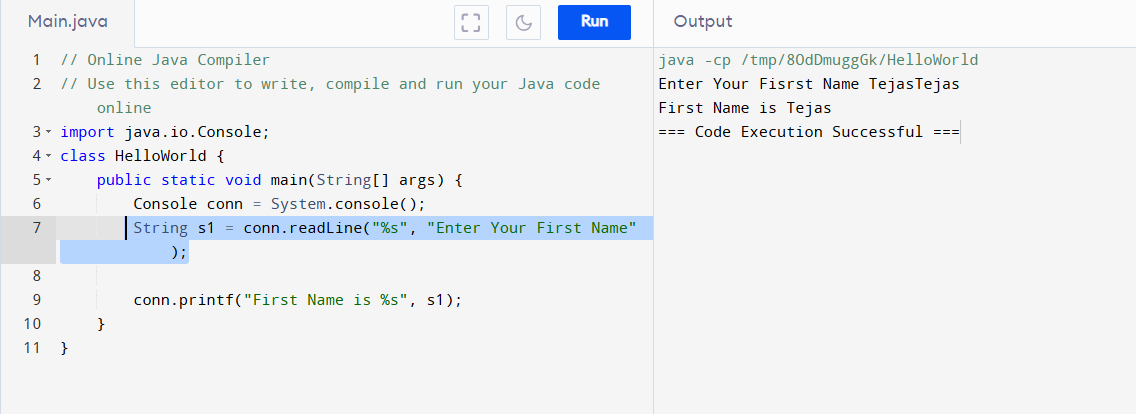 Main.java
Run
Output
1 // Online Java Compiler
2 // Use this editor to write, compile and run your Java code
online
3 import java.io.Console;
4 class HelloWorld {
5 public static void main(String[] args) {
6 Console conn = System.console();
7 String s1 = conn.readLine("%s", "Enter Your First Name"
);
8
9 conn.printf("First Name is %s", s1);
10 }
11 }
java -cp /tmp/8OdDmuggGk/HelloWorld
Enter Your Fisrst Name TejasTejas
First Name is Tejas
=== Code Execution Successful ===